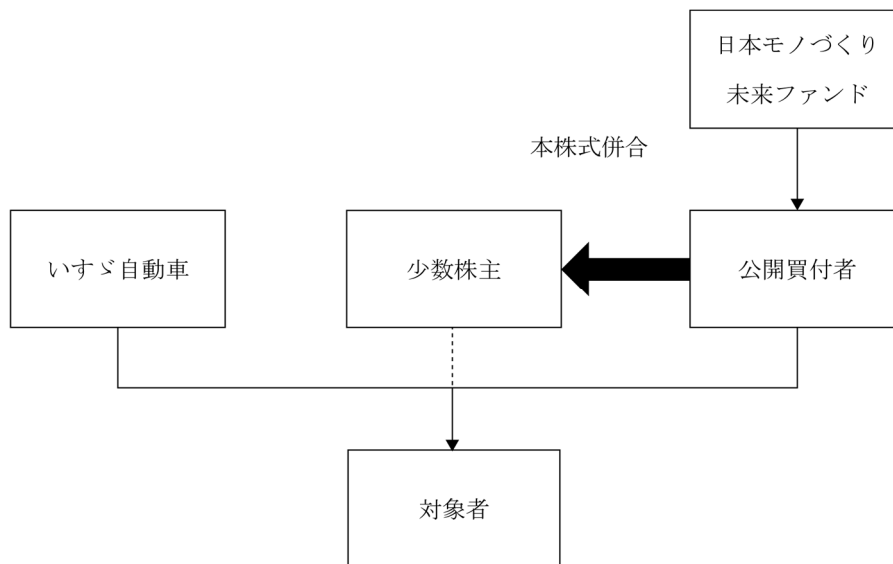 日本モノづくり
未来ファンド
本株式併合
いすゞ自動車
少数株主
公開買付者
対象者